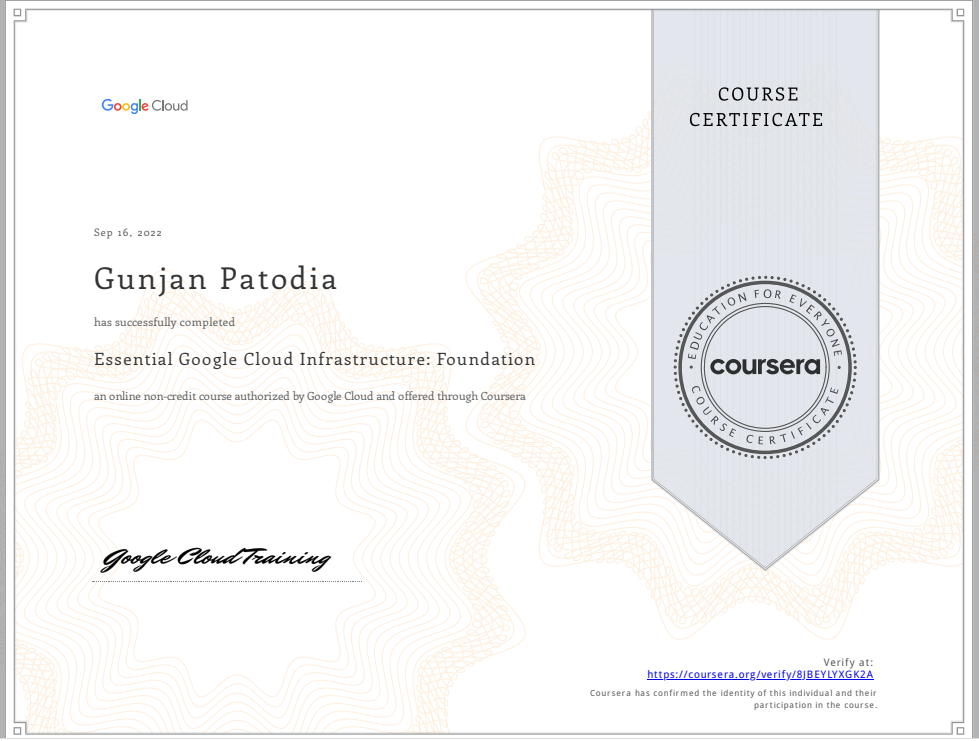 Google Cloud
COURSE
CERTIFICATE
Sep 16, 2022
Gunjan Patodia
has successfully completed
Essential Google Cloud Infrastructure: Foundation
an online non-credit course authorized by Google Cloud and offered through Coursera
EDUCATION FOR EVERYONE
coursera
COURSE CERTIFICATE
Google Cloud Training
Verify at:
https://coursera.org/verify/8JBEYLYXGK2A
Coursera has confirmed the identity of this individual and their
participation in the course.